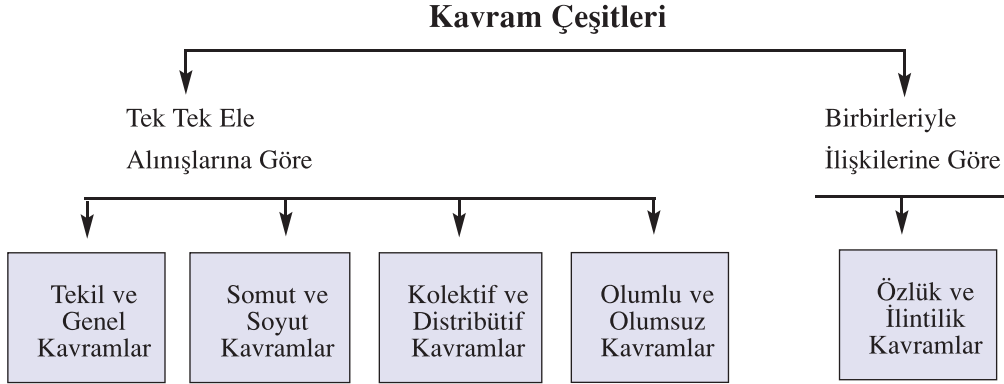 Kavram Çeşitleri
Tek Tek Ele
Alınışlarına Göre
Birbirleriyle
İlişkilerine Göre
Tekil ve
Genel
Kavramlar
Somut ve
Soyut
Kavramlar
Kolektif ve
Distribütif
Kavramlar
Olumlu ve
Olumsuz
Kavramlar
Özlük ve
İlintilik
Kavramlar